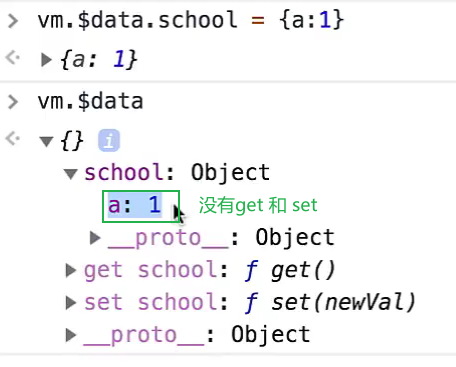 > vm.$data.school = {a:1}
<· ▶{a: 1}
> vm.$data
<· ▼{} i
▼school: Object
a: 1 没有get 和 set
▶__proto__: Object
▶get school: ƒ get()
▶set school: ƒ set(newVal)
▶__proto__: Object